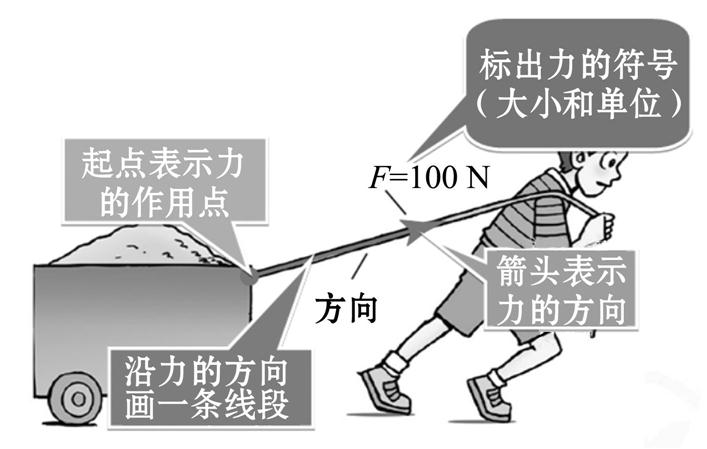 标出力的符号
（大小和单位）
起点表示力
的作用点
F=100 N
箭头表示
力的方向
方向
沿力的方向
画一条线段